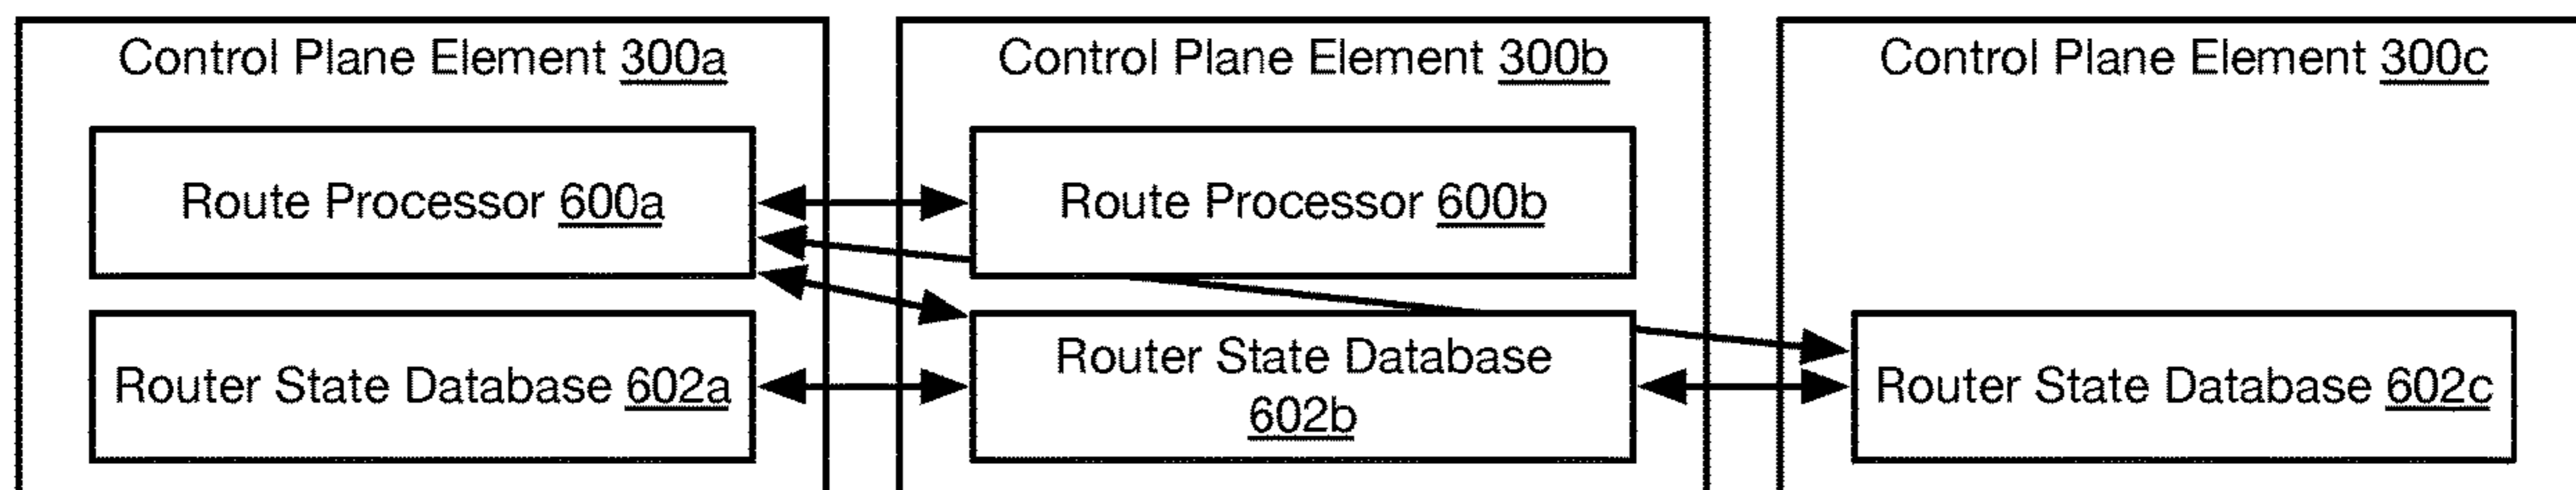 Control Plane Element 300a
Control Plane Element 300b
Control Plane Element 300c
Route Processor 600a
Route Processor 600b
Router State Database 602a
Router State Database
602b
Router State Database 602c